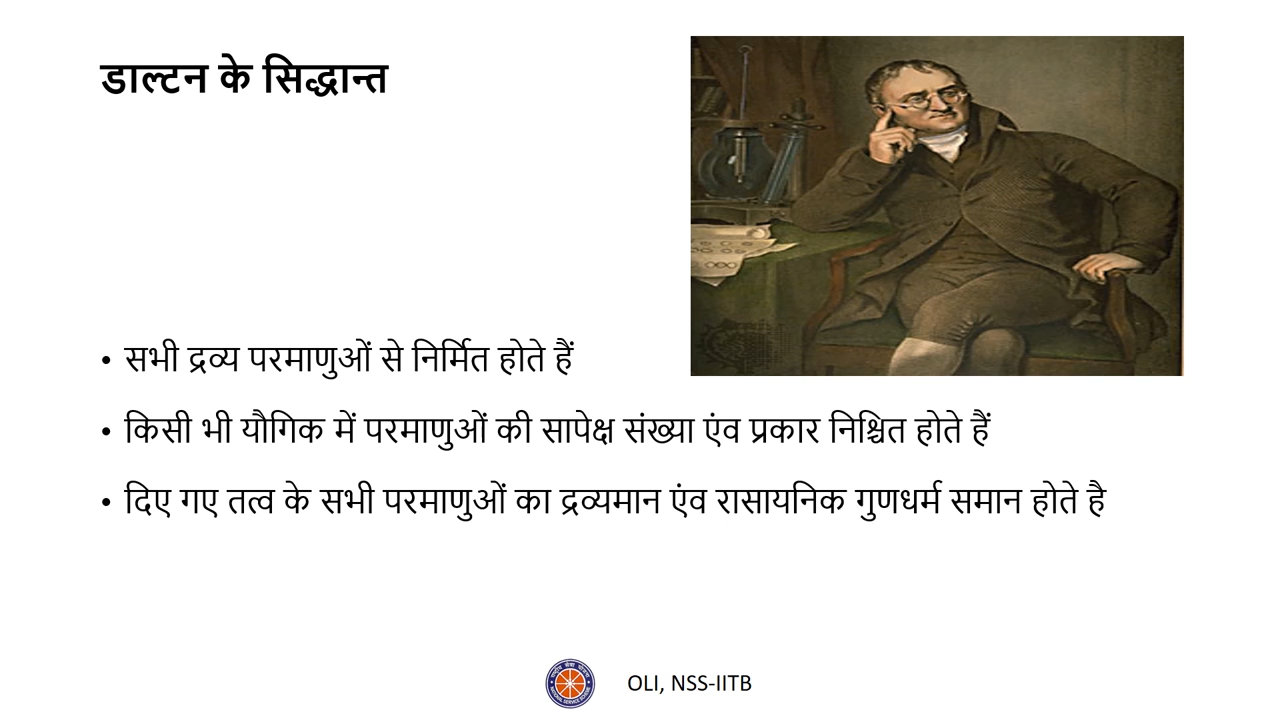 डाल्टन के सिद्धान्त
• सभी द्रव्य परमाणुओं से निर्मित होते हैं
• किसी भी यौगिक में परमाणुओं की सापेक्ष संख्या एंव प्रकार निश्चित होते हैं
• दिए गए तत्व के सभी परमाणुओं का द्रव्यमान एंव रासायनिक गुणधर्म समान होते है
OLI, NSS-IITB